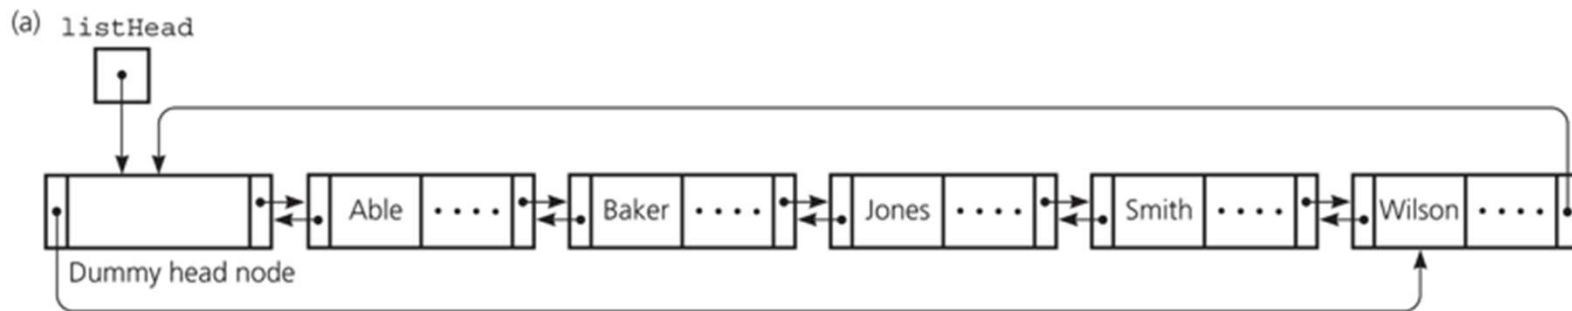 (a) listHead
Able .... Baker .... Jones .... Smith .... Wilson ....
Dummy head node